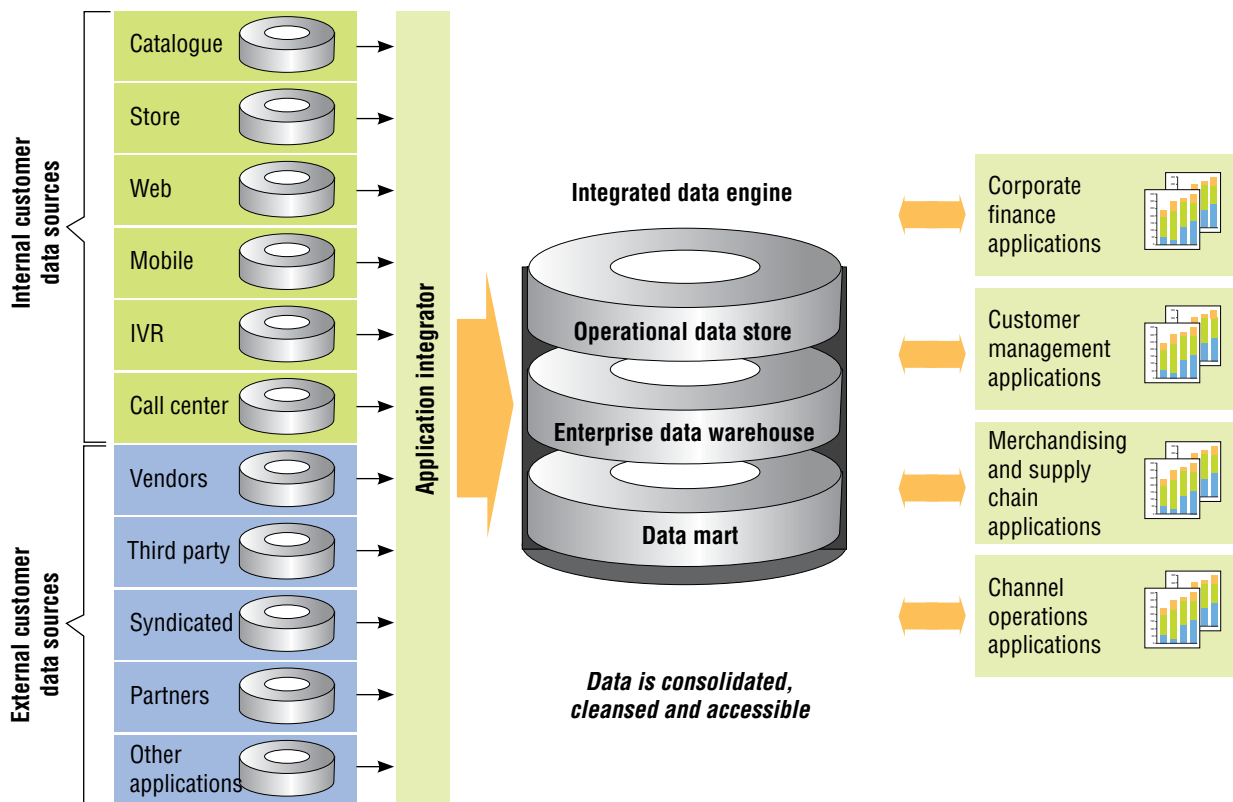 Internal customer
data sources
Catalogue
Store
Web
Mobile
IVR
Call center
External customer
data sources
Vendors
Third party
Syndicated
Partners
Other
applications
Application integrator
Integrated data engine
Operational data store
Enterprise data warehouse
Data mart
Data is consolidated,
cleansed and accessible
Corporate
finance
applications
Customer
management
applications
Merchandising
and supply
chain
applications
Channel
operations
applications